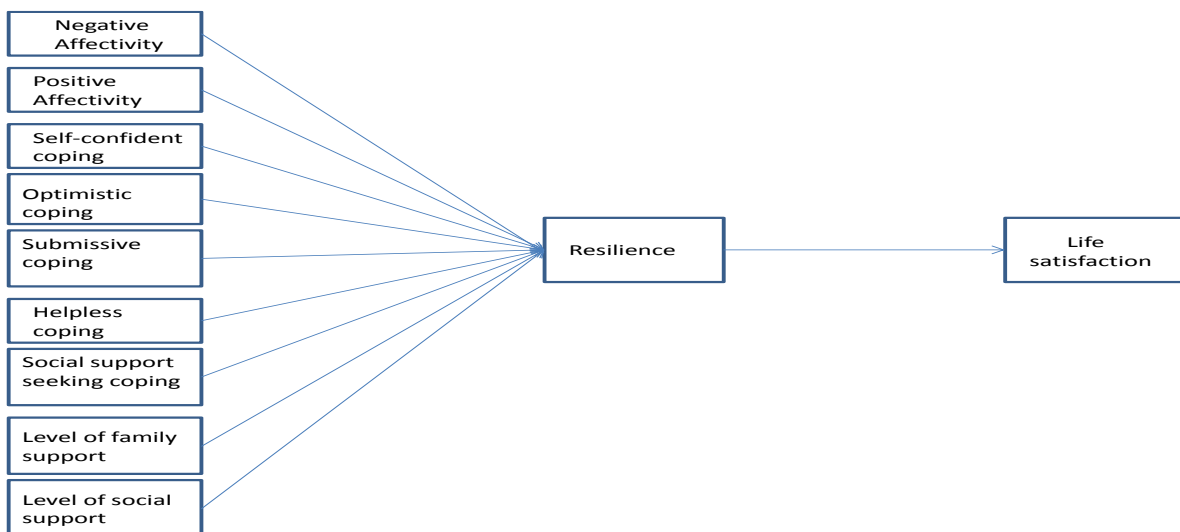 Negative
Affectivity
Positive
Affectivity
Self-confident
coping
Optimistic
coping
Submissive
coping
Helpless
coping
Social support
seeking coping
Level of family
support
Level of social
support
Resilience
Life
satisfaction